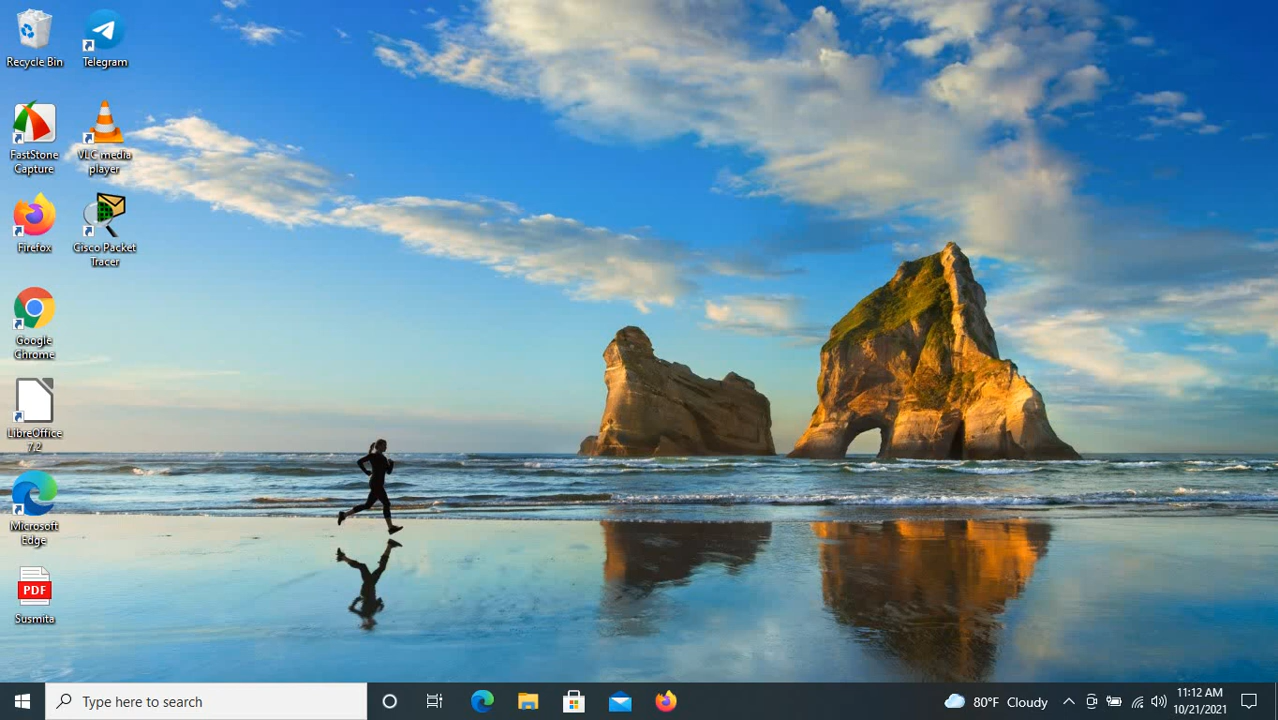 Recycle Bin
Telegram
FastStone
Capture
VLC media
player
Firefox
Cisco Packet
Tracer
Google
Chrome
LibreOffice
7.2
Microsoft
Edge
PDF
Susmita
Type here to search
80°F Cloudy
11:12 AM
10/21/2021